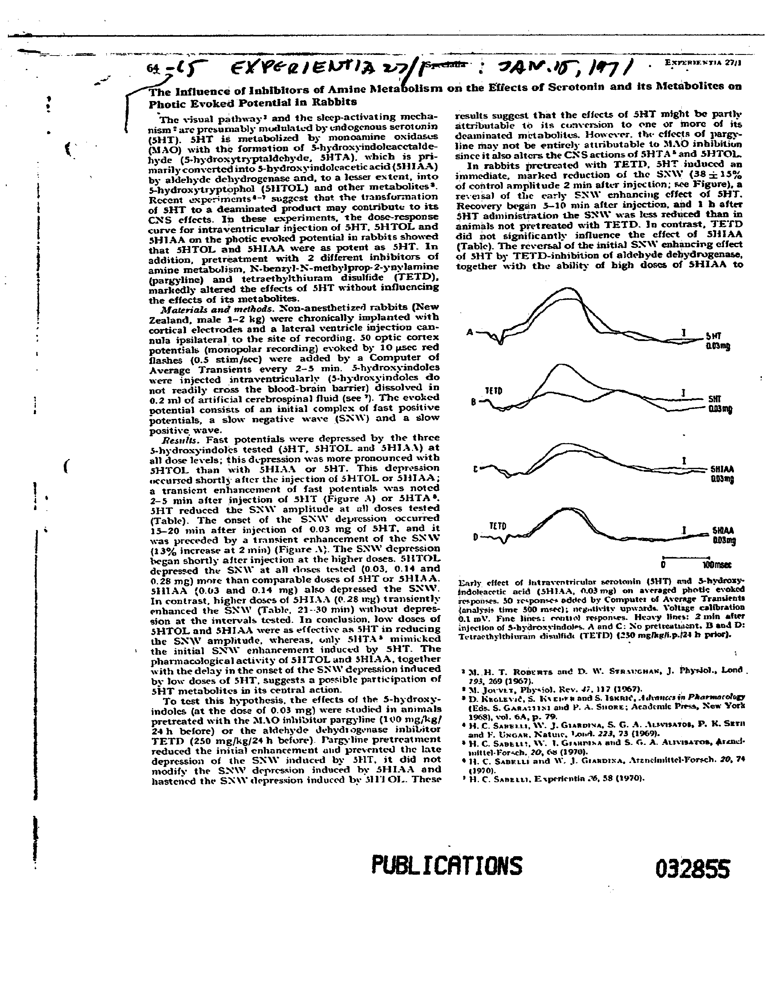 64-65 EXPERIENTIA 27/1 : JAN. 15, 1971 EXPERIENTIA 27/1
The Influence of Inhibitors of Amine Metabolism on the Effects of Serotonin and its Metabolites on
Photic Evoked Potential in Rabbits
The visual pathway¹ and the sleep-activating mecha-
nism² are presumably modulated by endogenous serotonin
(5HT). 5HT is metabolized by monoamine oxidases
(MAO) with the formation of 5-hydroxyindoleacetalde-
hyde (5-hydroxytryptaldehyde, 5HTA), which is pri-
marily converted into 5-hydroxyindoleacetic acid (5HIAA)
by aldehyde dehydrogenase and, to a lesser extent, into
5-hydroxytryptophol (5HTOL) and other metabolites³.
Recent experiments⁴⁻⁷ suggest that the transformation
of 5HT to a deaminated product may contribute to its
CNS effects. In these experiments, the dose-response
curve for intraventricular injection of 5HT, 5HTOL and
5HIAA on the photic evoked potential in rabbits showed
that 5HTOL and 5HIAA were as potent as 5HT. In
addition, pretreatment with 2 different inhibitors of
amine metabolism, N-benzyl-N-methylprop-2-ynylamine
(pargyline) and tetraethylthiuram disulfide (TETD),
markedly altered the effects of 5HT without influencing
the effects of its metabolites.
Materials and methods. Non-anesthetized rabbits (New
Zealand, male 1-2 kg) were chronically implanted with
cortical electrodes and a lateral ventricle injection can-
nula ipsilateral to the site of recording. 50 optic cortex
potentials (monopolar recording) evoked by 10 µsec red
flashes (0.5 stim/sec) were added by a Computer of
Average Transients every 2-5 min. 5-hydroxyindoles
were injected intraventricularly (5-hydroxyindoles do
not readily cross the blood-brain barrier) dissolved in
0.2 ml of artificial cerebrospinal fluid (see ⁷). The evoked
potential consists of an initial complex of fast positive
potentials, a slow negative wave (SNW) and a slow
positive wave.
Results. Fast potentials were depressed by the three
5-hydroxyindoles tested (5HT, 5HTOL and 5HIAA) at
all dose levels; this depression was more pronounced with
5HTOL than with 5HIAA or 5HT. This depression
occurred shortly after the injection of 5HTOL or 5HIAA;
a transient enhancement of fast potentials was noted
2-5 min after injection of 5HT (Figure A) or 5HTA⁶.
5HT reduced the SNW amplitude at all doses tested
(Table). The onset of the SNW depression occurred
15-20 min after injection of 0.03 mg of 5HT, and it
was preceded by a transient enhancement of the SNW
(13% increase at 2 min) (Figure A). The SNW depression
began shortly after injection at the higher doses. 5HTOL
depressed the SNW at all doses tested (0.03, 0.14 and
0.28 mg) more than comparable doses of 5HT or 5HIAA.
5HIAA (0.03 and 0.14 mg) also depressed the SNW.
In contrast, higher doses of 5HIAA (0.28 mg) transiently
enhanced the SNW (Table, 21-30 min) without depres-
sion at the intervals tested. In conclusion, low doses of
5HTOL and 5HIAA were as effective as 5HT in reducing
the SNW amplitude, whereas, only 5HTA⁶ mimicked
the initial SNW enhancement induced by 5HT. The
pharmacological activity of 5HTOL and 5HIAA, together
with the delay in the onset of the SNW depression induced
by low doses of 5HT, suggests a possible participation of
5HT metabolites in its central action.
To test this hypothesis, the effects of the 5-hydroxy-
indoles (at the dose of 0.03 mg) were studied in animals
pretreated with the MAO inhibitor pargyline (100 mg/kg/
24 h before) or the aldehyde dehydrogenase inhibitor
TETD (250 mg/kg/24 h before). Pargyline pretreatment
reduced the initial enhancement and prevented the late
depression of the SNW induced by 5HT, it did not
modify the SNW depression induced by 5HIAA and
hastened the SNW depression induced by 5HTOL. These
results suggest that the effects of 5HT might be partly
attributable to its conversion to one or more of its
deaminated metabolites. However, the effects of pargy-
line may not be entirely attributable to MAO inhibition
since it also alters the CNS actions of 5HTA⁶ and 5HTOL.
In rabbits pretreated with TETD, 5HT induced an
immediate, marked reduction of the SNW (38 ± 15%
of control amplitude 2 min after injection; see Figure), a
reversal of the early SNW enhancing effect of 5HT.
Recovery began 5-10 min after injection, and 1 h after
5HT administration the SNW was less reduced than in
animals not pretreated with TETD. In contrast, TETD
did not significantly influence the effect of 5HIAA
(Table). The reversal of the initial SNW enhancing effect
of 5HT by TETD-inhibition of aldehyde dehydrogenase,
together with the ability of high doses of 5HIAA to
A I 5HT
0.03mg
TETD
B I 5HT
0.03mg
C I 5HIAA
0.03mg
TETD
D I 5HIAA
0.03mg
0 100msec
Early effect of intraventricular serotonin (5HT) and 5-hydroxy-
indoleacetic acid (5HIAA, 0.03 mg) on averaged photic evoked
responses. 50 responses added by Computer of Average Transients
(analysis time 500 msec); negativity upwards. Voltage calibration
0.1 mV. Fine lines: control responses. Heavy lines: 2 min after
injection of 5-hydroxyindoles. A and C: No pretreatment. B and D:
Tetraethylthiuram disulfide (TETD) (250 mg/kg/i.p./24 h prior).
¹ M. H. T. ROBERTS and D. W. STRAUGHAN, J. Physiol., Lond.
193, 269 (1967).
² M. JOUVET, Physiol. Rev. 47, 117 (1967).
³ D. KEGLEVIĆ, S. KVEDER and S. ISKRIĆ, Advances in Pharmacology
(Eds. S. GARATTINI and P. A. SHORE; Academic Press, New York
1968), vol. 6A, p. 79.
⁴ H. C. SABELLI, W. J. GIARDINA, S. G. A. ALIVISATOS, P. K. SETH
and F. UNGAR, Nature, Lond. 223, 73 (1969).
⁵ H. C. SABELLI, W. J. GIARDINA and S. G. A. ALIVISATOS, Arznei-
mittel-Forsch. 20, 68 (1970).
⁶ H. C. SABELLI and W. J. GIARDINA, Arzneimittel-Forsch. 20, 74
(1970).
⁷ H. C. SABELLI, Experientia 26, 58 (1970).
PUBLICATIONS 032855